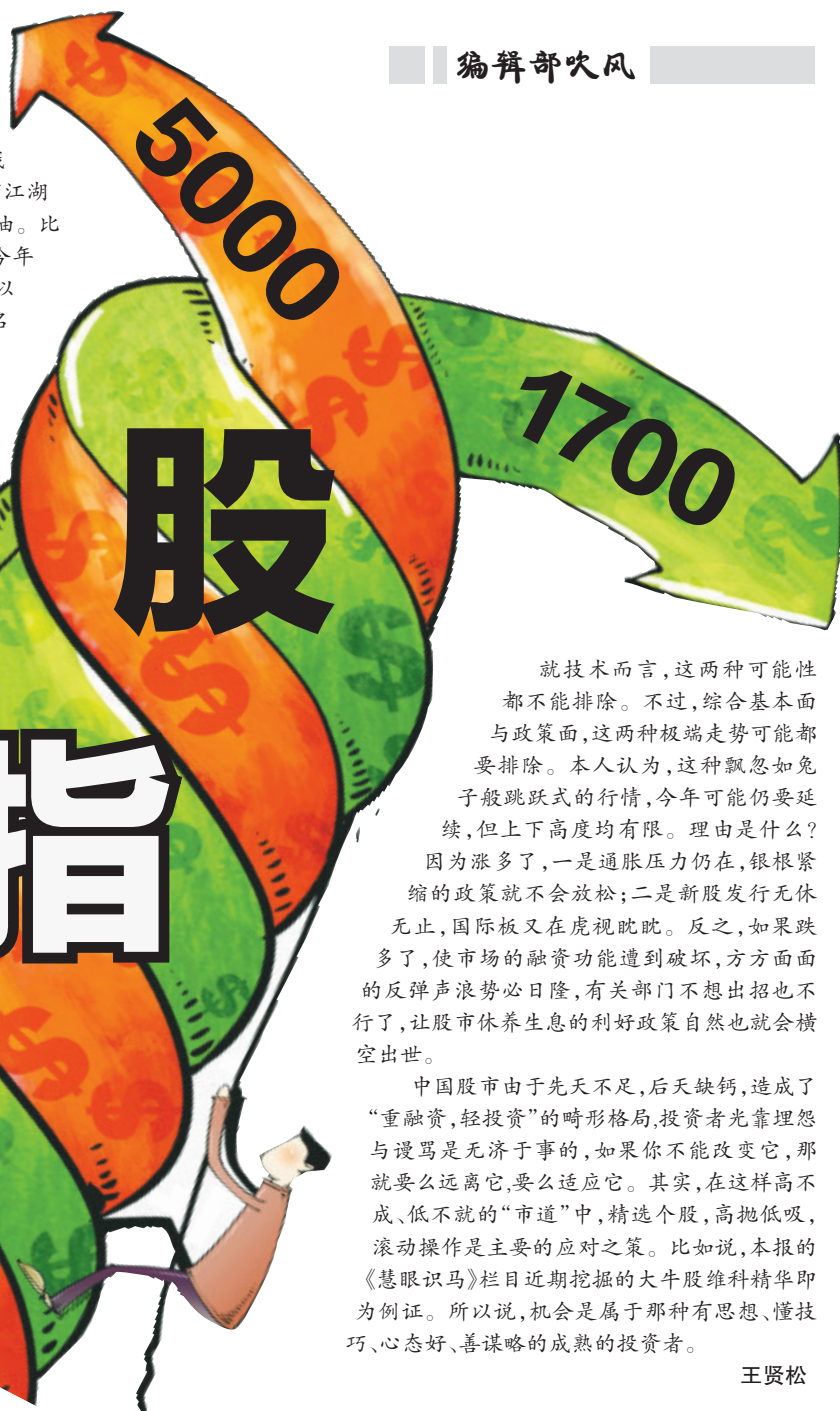 编辑部吹风
5000
江湖
油。比
今年
以
1700
股
指
就技术而言,这两种可能性
都不能排除。不过,综合基本面
与政策面,这两种极端走势可能都
要排除。本人认为,这种飘忽如兔
子般跳跃式的行情,今年可能仍要延
续,但上下高度均有限。理由是什么?
因为涨多了,一是通胀压力仍在,银根紧
缩的政策就不会放松;二是新股发行无休
无止,国际板又在虎视眈眈。反之,如果跌
多了,使市场的融资功能遭到破坏,方方面面
的反弹声浪势必日隆,有关部门不想出招也不
行了,让股市休养生息的利好政策自然也就会横
空出世。
中国股市由于先天不足,后天缺钙,造成了
“重融资,轻投资”的畸形格局,投资者光靠埋怨
与谩骂是无济于事的,如果你不能改变它,那
就要么远离它,要么适应它。其实,在这样高不
成、低不就的“市道”中,精选个股,高抛低吸,
滚动操作是主要的应对之策。比如说,本报的
《慧眼识马》栏目近期挖掘的大牛股维科精华即
为例证。所以说,机会是属于那种有思想、懂技
巧、心态好、善谋略的成熟的投资者。
王贤松